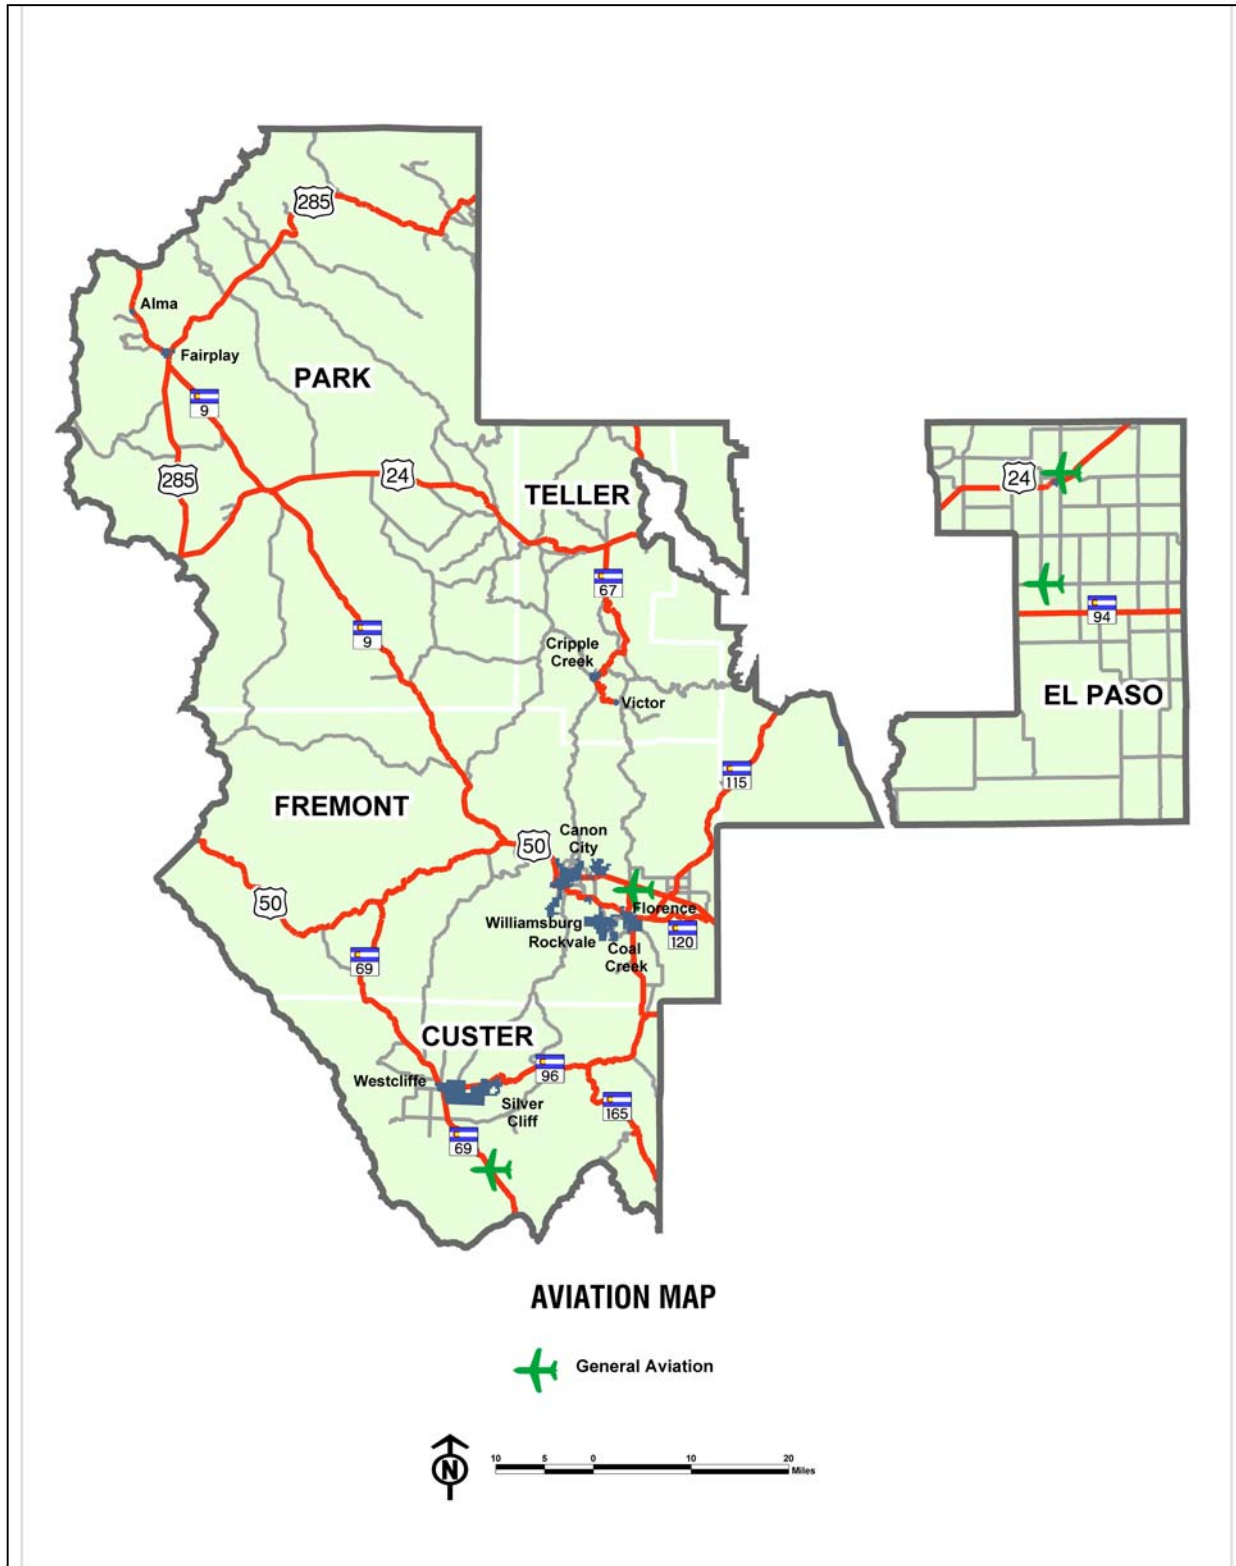 285
Alma
Fairplay
PARK
9
285
24
TELLER
24
67
9
94
Cripple
Creek
Victor
EL PASO
115
FREMONT
Canon
City
50
50
Florence
Williamsburg
Rockvale
120
Coal
Creek
69
CUSTER
96
Westcliffe
Silver
Cliff
165
69
AVIATION MAP
General Aviation
N
10 5 0 10 20
Miles